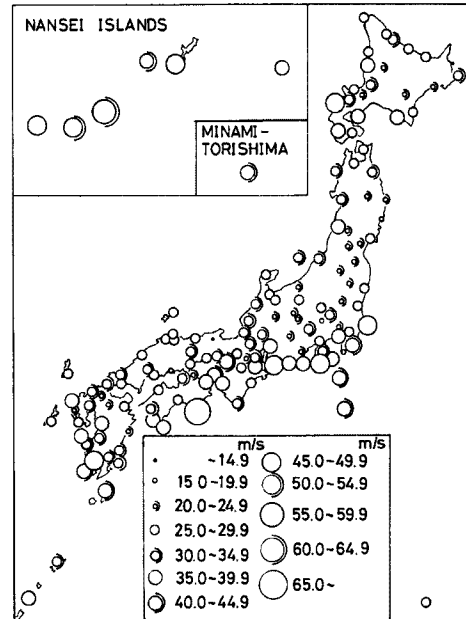 NANSEI ISLANDS
MINAMI-
TORISHIMA
m/s
~14.9
15.0~19.9
20.0~24.9
25.0~29.9
30.0~34.9
35.0~39.9
40.0~44.9
m/s
45.0~49.9
50.0~54.9
55.0~59.9
60.0~64.9
65.0~